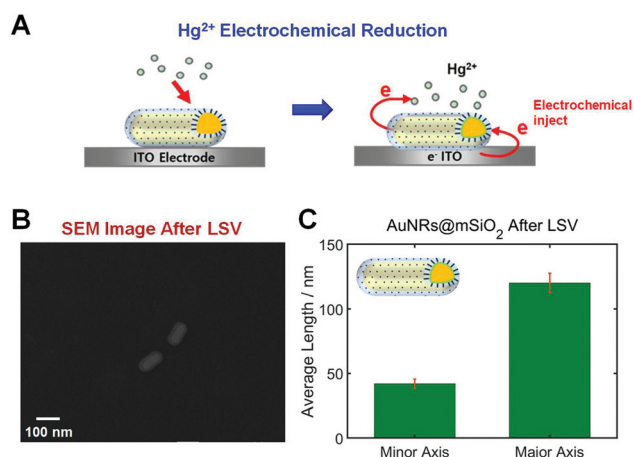 A
Hg²⁺ Electrochemical Reduction
Hg²⁺
e
e
Electrochemical
inject
ITO Electrode
e⁻ ITO
B
SEM Image After LSV
100 nm
C
AuNRs@mSiO₂ After LSV
Average Length / nm
150
100
50
0
Minor Axis
Major Axis